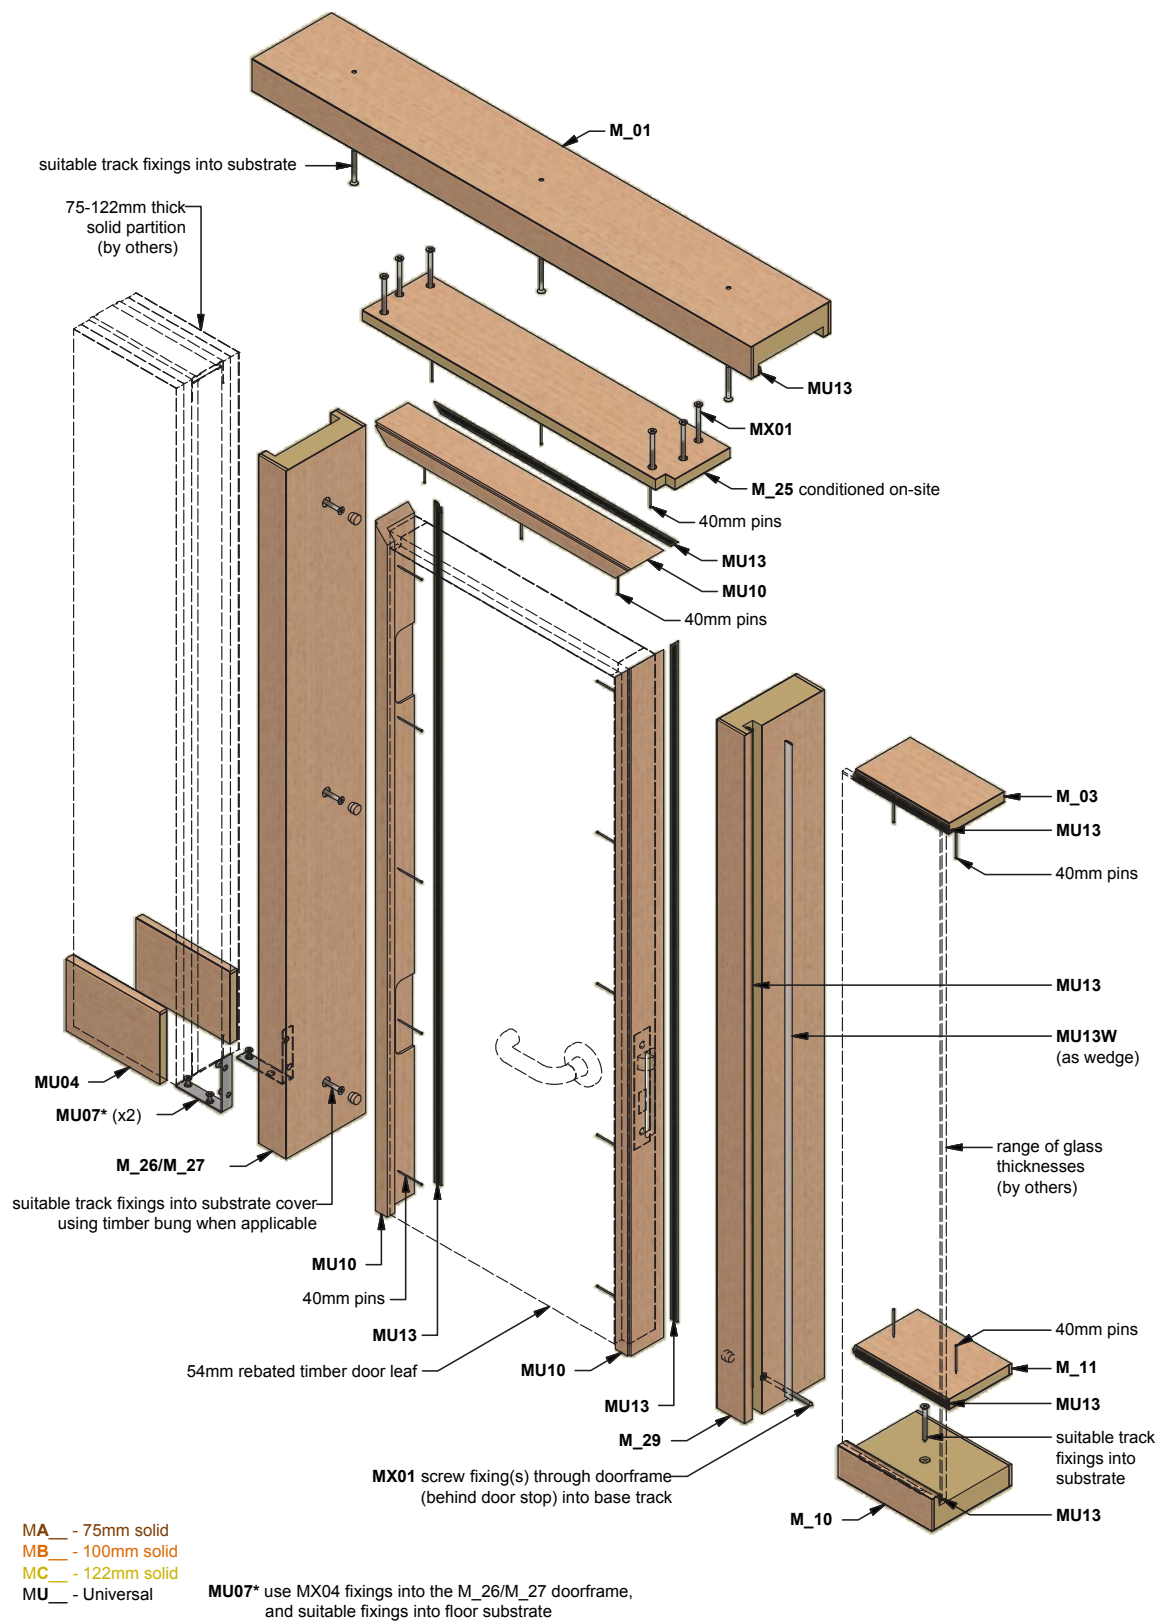 M_01
suitable track fixings into substrate
75-122mm thick
solid partition
(by others)
MU13
MX01
M_25 conditioned on-site
40mm pins
MU13
MU10
40mm pins
M_03
MU13
40mm pins
MU13
MU13W
(as wedge)
MU04
MU07* (x2)
M_26/M_27
range of glass
thicknesses
(by others)
suitable track fixings into substrate cover
using timber bung when applicable
MU10
40mm pins
MU13
54mm rebated timber door leaf
MU10
MU13
M_29
40mm pins
M_11
MU13
suitable track
fixings into
substrate
MX01 screw fixing(s) through doorframe
(behind door stop) into base track
M_10
MU13
MA__ - 75mm solid
MB__ - 100mm solid
MC__ - 122mm solid
MU__ - Universal
MU07* use MX04 fixings into the M_26/M_27 doorframe,
and suitable fixings into floor substrate